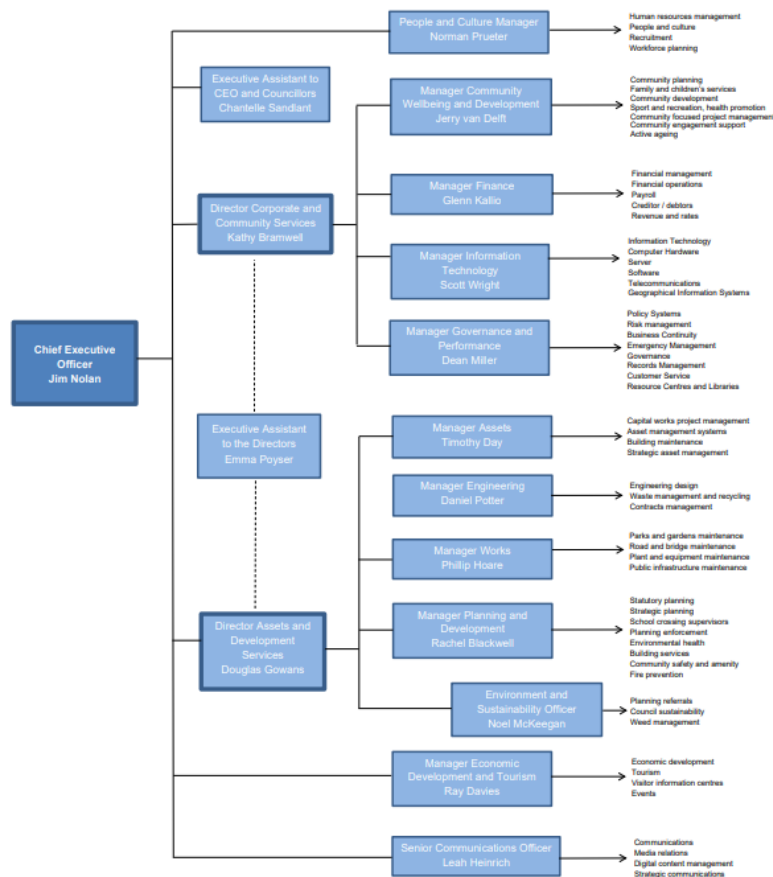 People and Culture Manager
Norman Prueter
Human resources management
People and culture
Recruitment
Workforce planning
Executive Assistant to
CEO and Councillors
Chantelle Sandlant
Manager Community
Wellbeing and Development
Jerry van Delft
Community planning
Family and children's services
Community development
Sport and recreation, health promotion
Community focused project management
Community engagement support
Active ageing
Director Corporate and
Community Services
Kathy Bramwell
Manager Finance
Glenn Kallio
Financial management
Financial operations
Payroll
Creditor / debtors
Revenue and rates
Manager Information
Technology
Scott Wright
Information Technology
Computer Hardware
Server
Software
Telecommunications
Geographical Information Systems
Chief Executive
Officer
Jim Nolan
Manager Governance and
Performance
Dean Miller
Policy Systems
Risk management
Business Continuity
Emergency Management
Governance
Records Management
Customer Service
Resource Centres and Libraries
Executive Assistant
to the Directors
Emma Poyser
Manager Assets
Timothy Day
Capital works project management
Asset management systems
Building maintenance
Strategic asset management
Manager Engineering
Daniel Potter
Engineering design
Waste management and recycling
Contracts management
Manager Works
Phillip Hoare
Parks and gardens maintenance
Road and bridge maintenance
Plant and equipment maintenance
Public infrastructure maintenance
Director Assets and
Development
Services
Douglas Gowans
Manager Planning and
Development
Rachel Blackwell
Statutory planning
Strategic planning
School crossing supervisors
Planning enforcement
Environmental health
Building services
Community safety and amenity
Fire prevention
Environment and
Sustainability Officer
Noel McKeegan
Planning referrals
Council sustainability
Weed management
Manager Economic
Development and Tourism
Ray Davies
Economic development
Tourism
Visitor information centres
Events
Senior Communications Officer
Leah Heinrich
Communications
Media relations
Digital content management
Strategic communications